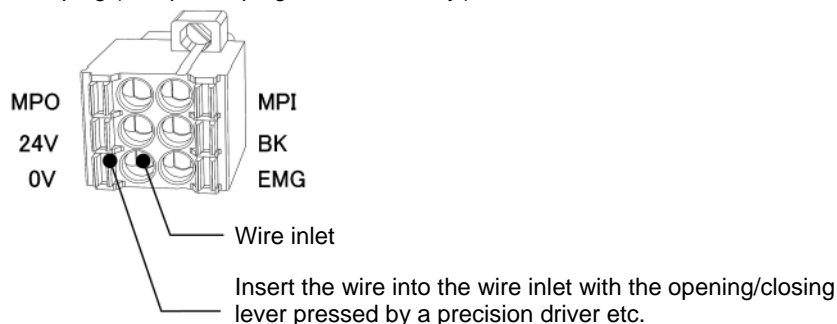 MPO MPI
24V BK
0V EMG
Wire inlet
Insert the wire into the wire inlet with the opening/closing
lever pressed by a precision driver etc.